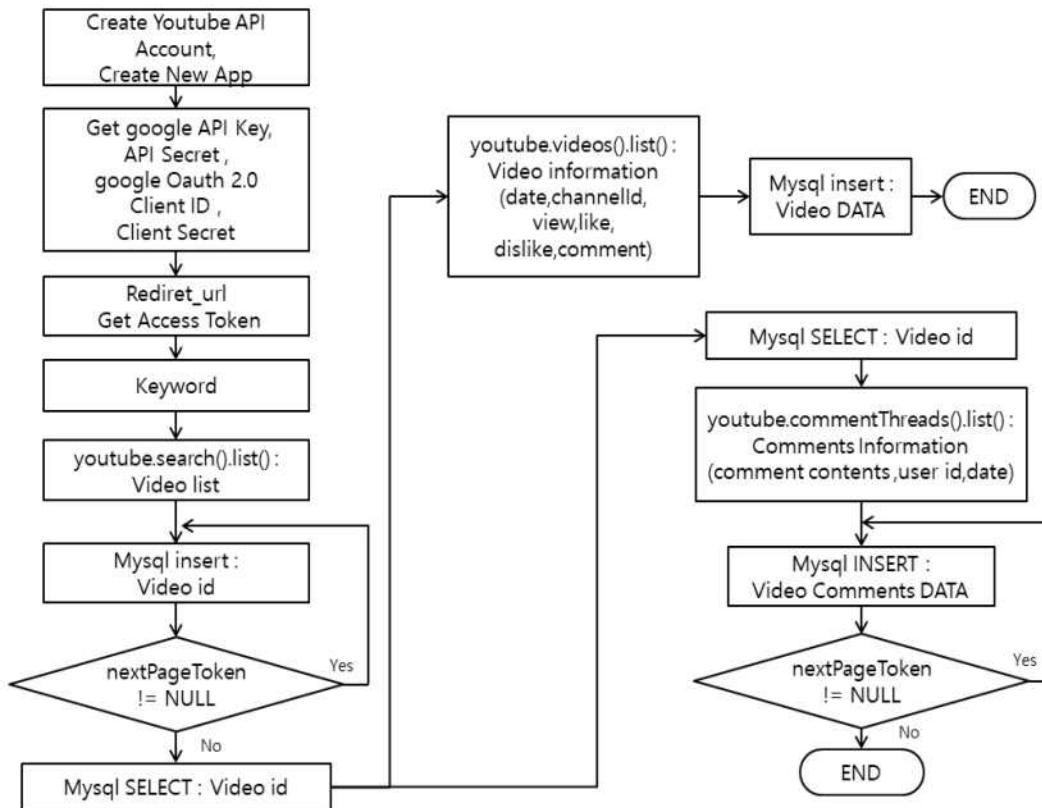 Create Youtube API
Account,
Create New App
Get google API Key,
API Secret ,
google Oauth 2.0
Client ID ,
Client Secret
Rediret_url
Get Access Token
Keyword
youtube.search().list() :
Video list
Mysql insert :
Video id
nextPageToken
!= NULL
Yes
No
Mysql SELECT : Video id
youtube.videos().list() :
Video information
(date,channelId,
view,like,
dislike,comment)
Mysql insert :
Video DATA
END
Mysql SELECT : Video id
youtube.commentThreads().list() :
Comments Information
(comment contents ,user id,date)
Mysql INSERT :
Video Comments DATA
nextPageToken
!= NULL
Yes
No
END